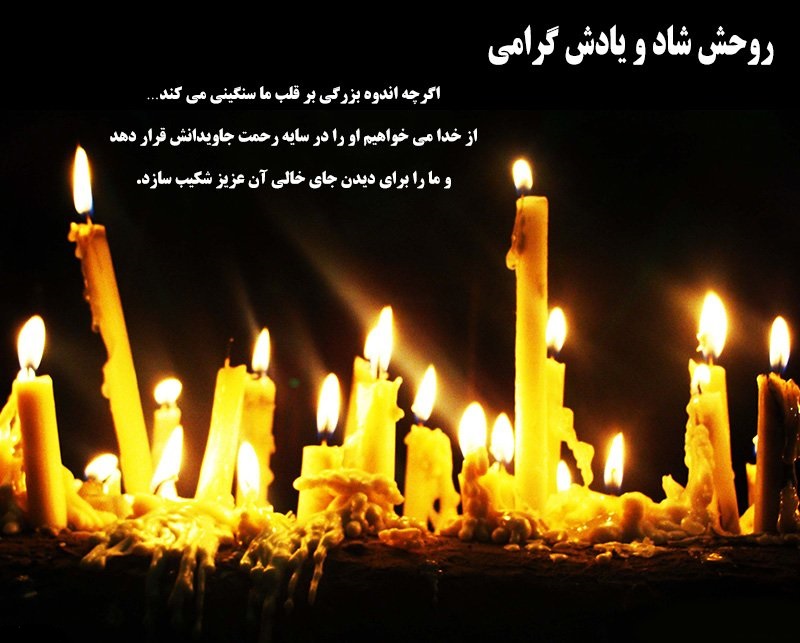 روحش شاد و یادش گرامی
اگرچه اندوه بزرگی بر قلب ما سنگینی می کند...
از خدا می خواهیم او را در سایه رحمت جاویدانش قرار دهد
و ما را برای دیدن جای خالی آن عزیز شکیب سازد.